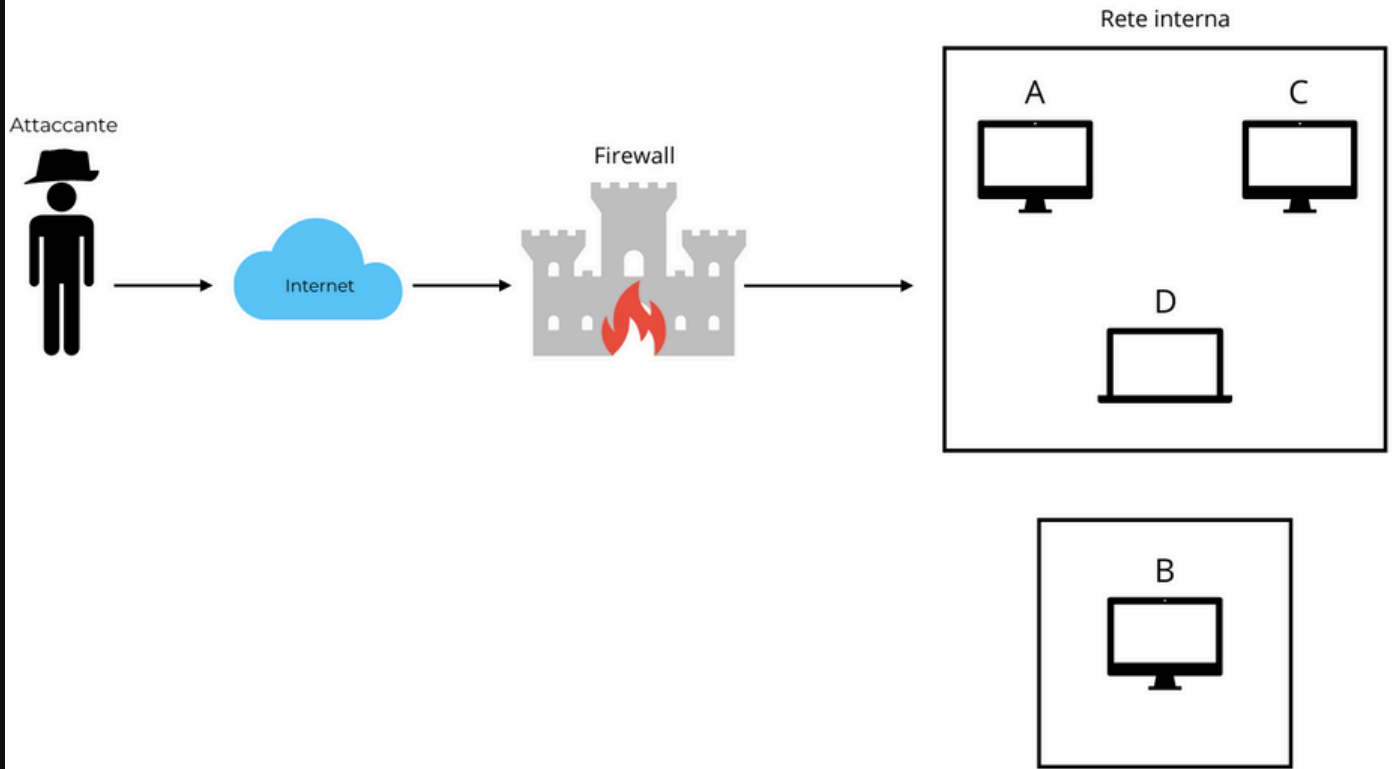 Rete interna
A
C
Attaccante
Firewall
Internet
D
B